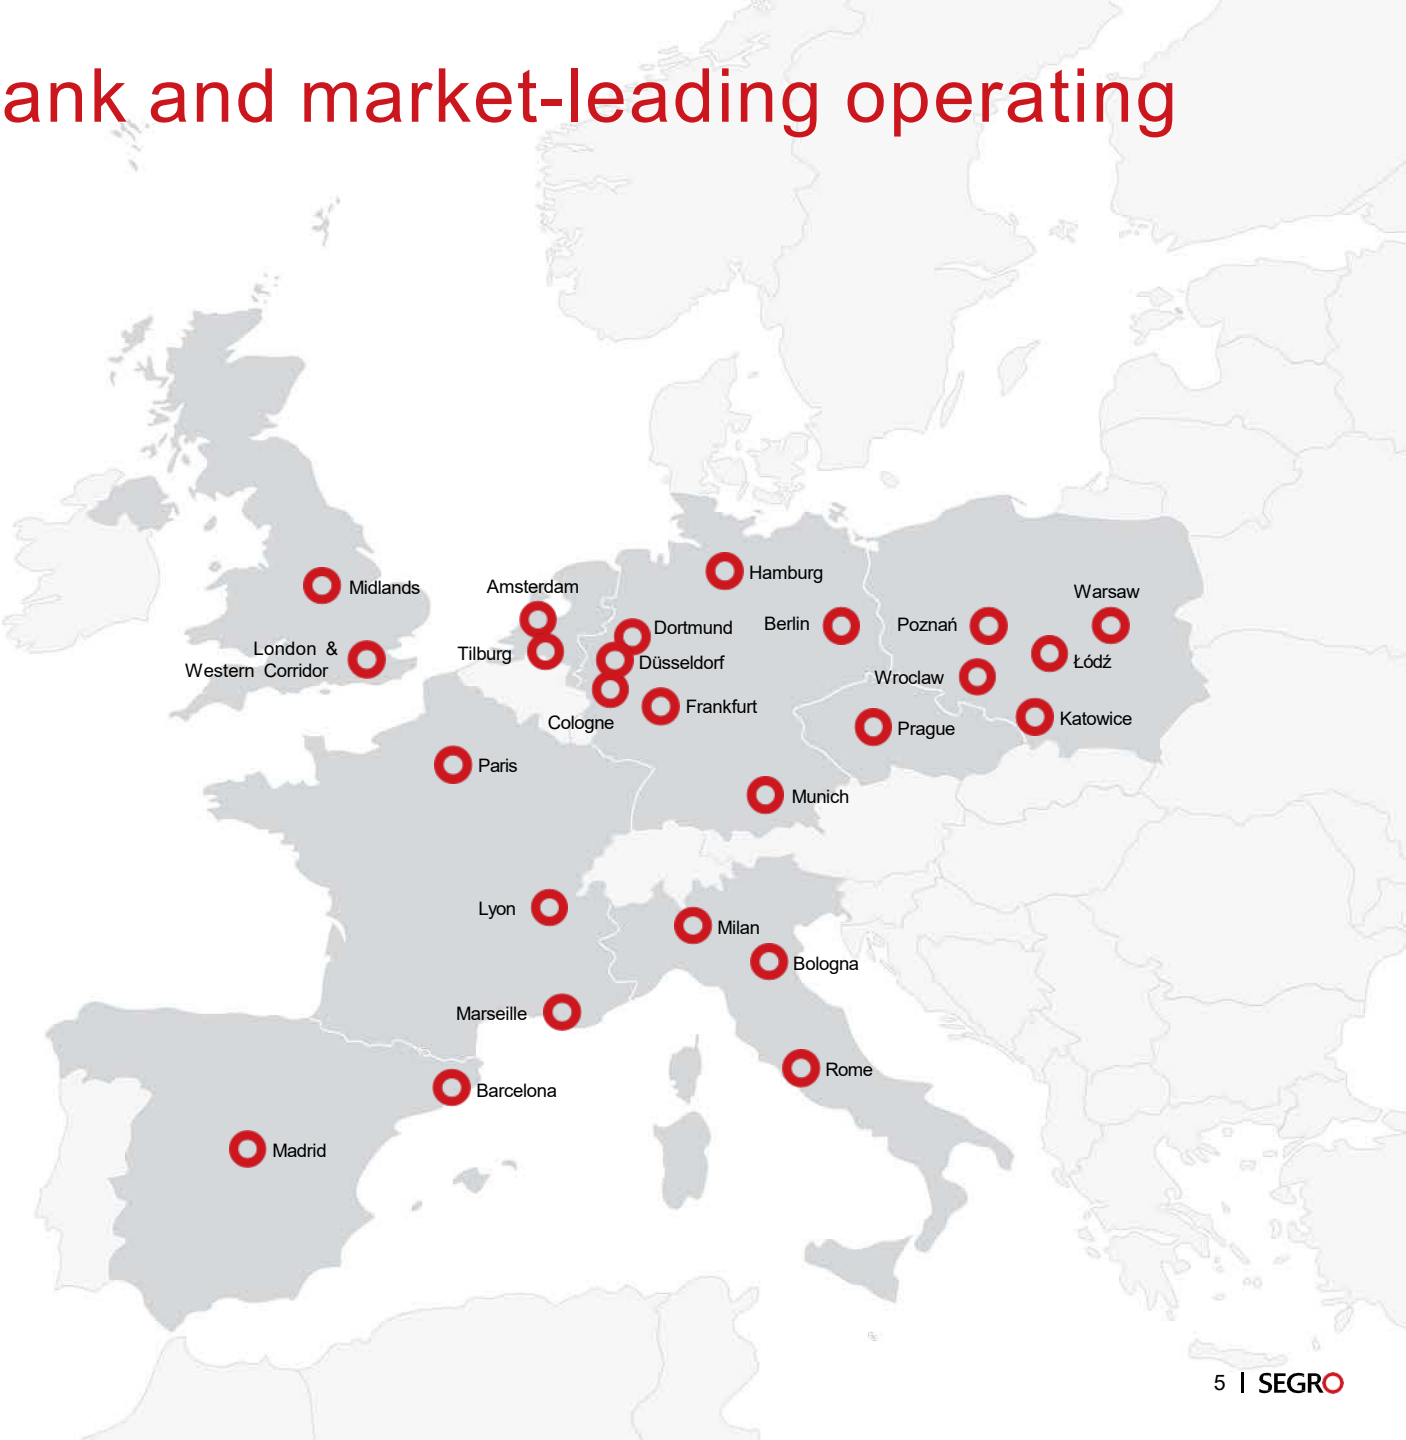 ank and market-leading operating
Hamburg
Midlands
Amsterdam
Warsaw
Dortmund
Berlin
Poznań
London &
Western Corridor
Tilburg
Düsseldorf
Łódź
Wroclaw
Frankfurt
Cologne
Katowice
Prague
Paris
Munich
Lyon
Milan
Bologna
Marseille
Rome
Barcelona
Madrid
5 | SEGRO